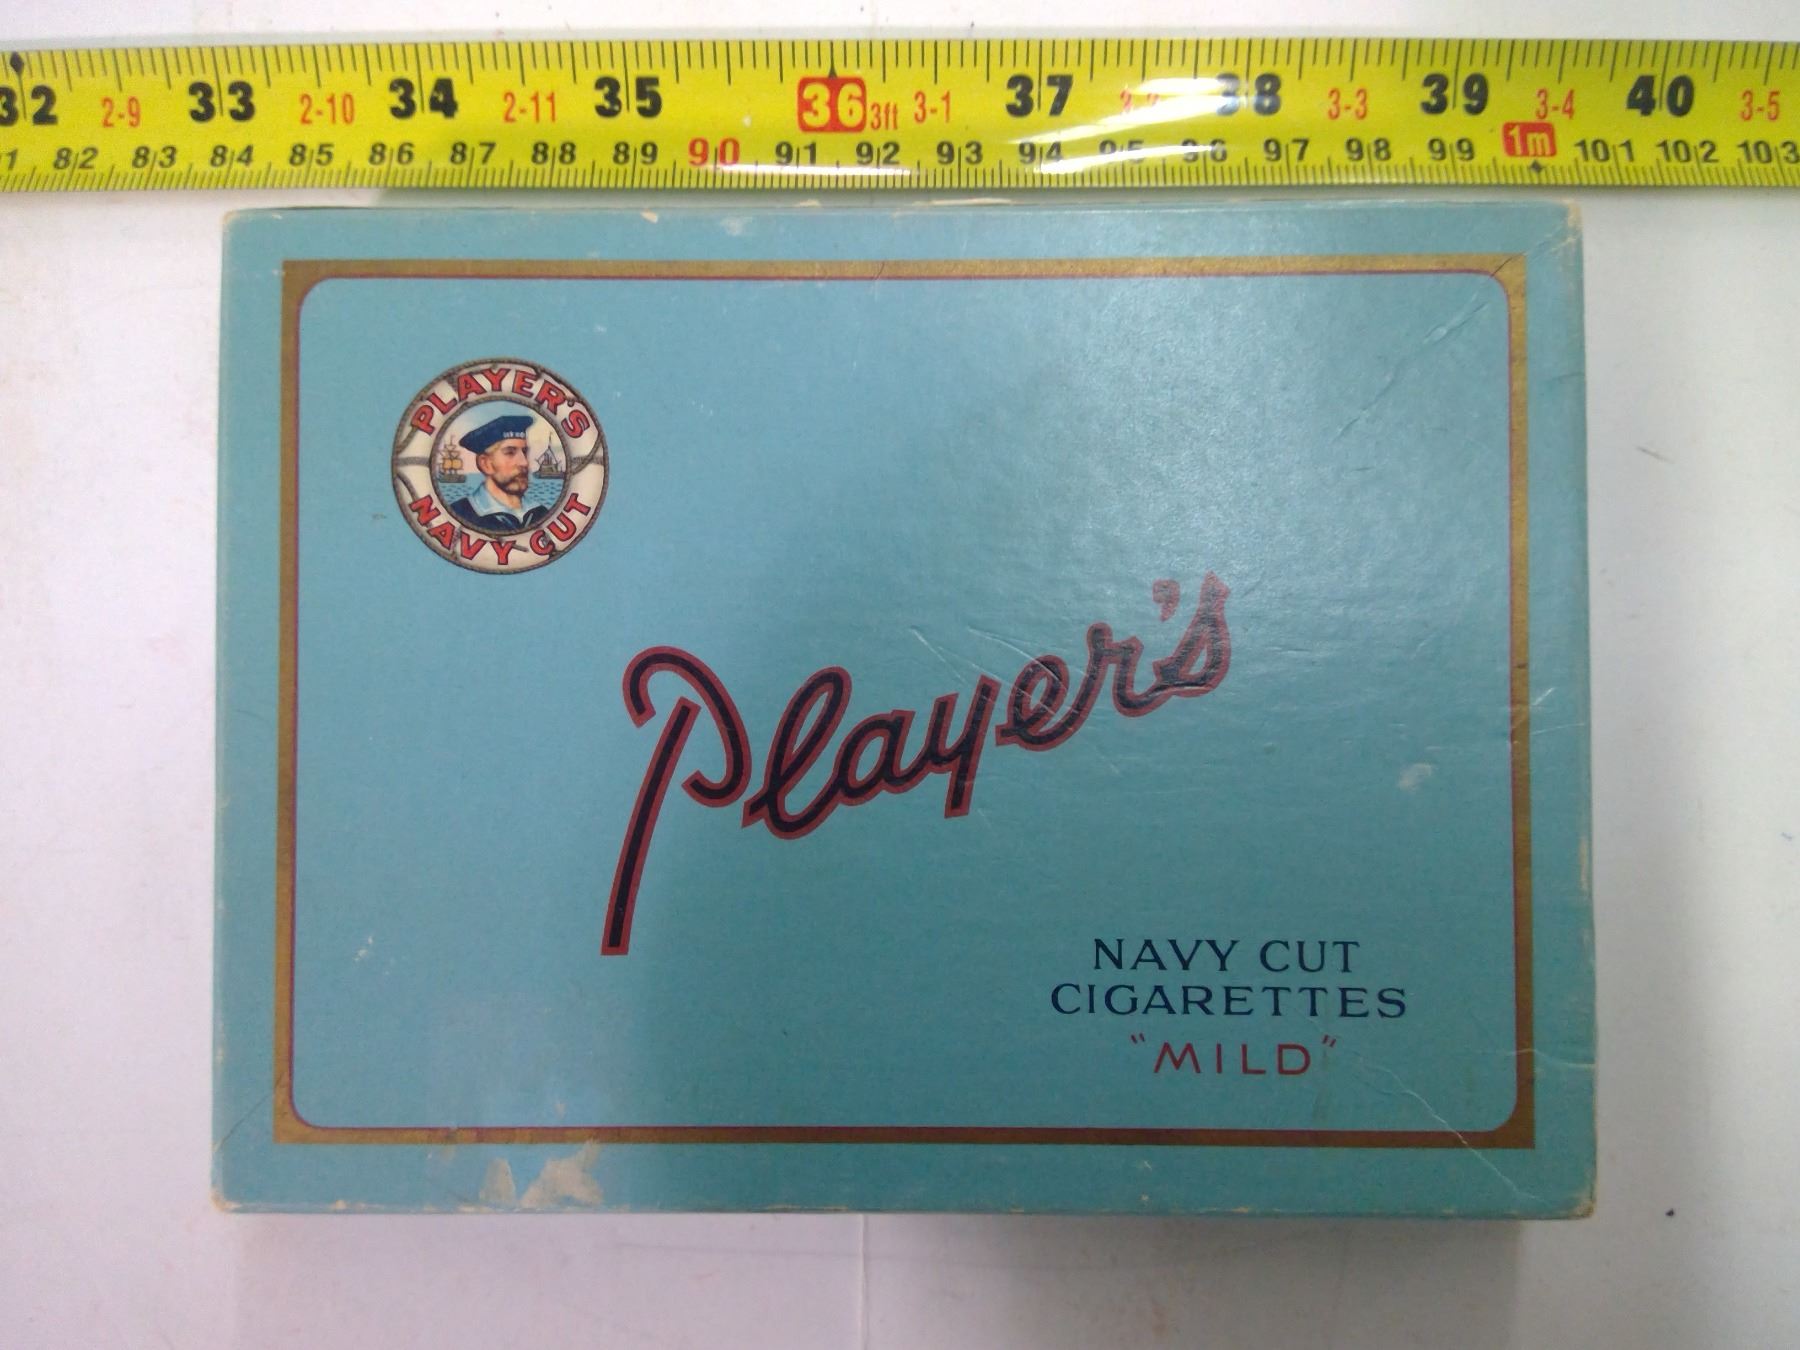 32 2-9 33 2-10 34 2-11 35 36 3ft 3-1 37 38 3-3 39 3-4 40 3-5
82 83 84 85 86 87 88 89 90 91 92 93 94 95 96 97 98 99 1m 101 102 103
PLAYER'S
NAVY CUT
Player's
NAVY CUT
CIGARETTES
"MILD"